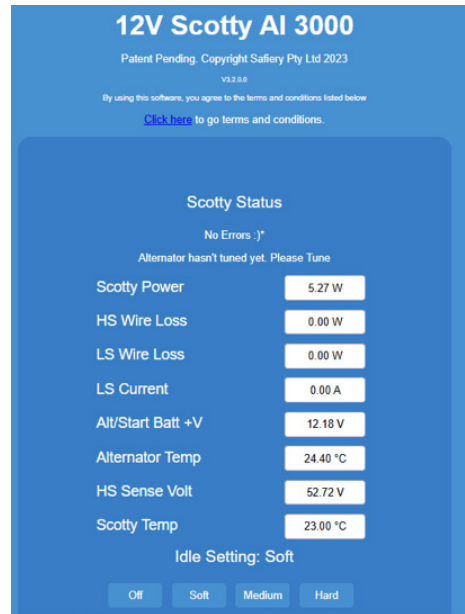 12V Scotty AI 3000
Patent Pending. Copyright Safiery Pty Ltd 2023
V3.2.0.0
By using this software, you agree to the terms and conditions listed below
Click here to go terms and conditions.
Scotty Status
No Errors :)*
Alternator hasn't tuned yet. Please Tune
Scotty Power 5.27 W
HS Wire Loss 0.00 W
LS Wire Loss 0.00 W
LS Current 0.00 A
Alt/Start Batt +V 12.18 V
Alternator Temp 24.40 °C
HS Sense Volt 52.72 V
Scotty Temp 23.00 °C
Idle Setting: Soft
Off Soft Medium Hard